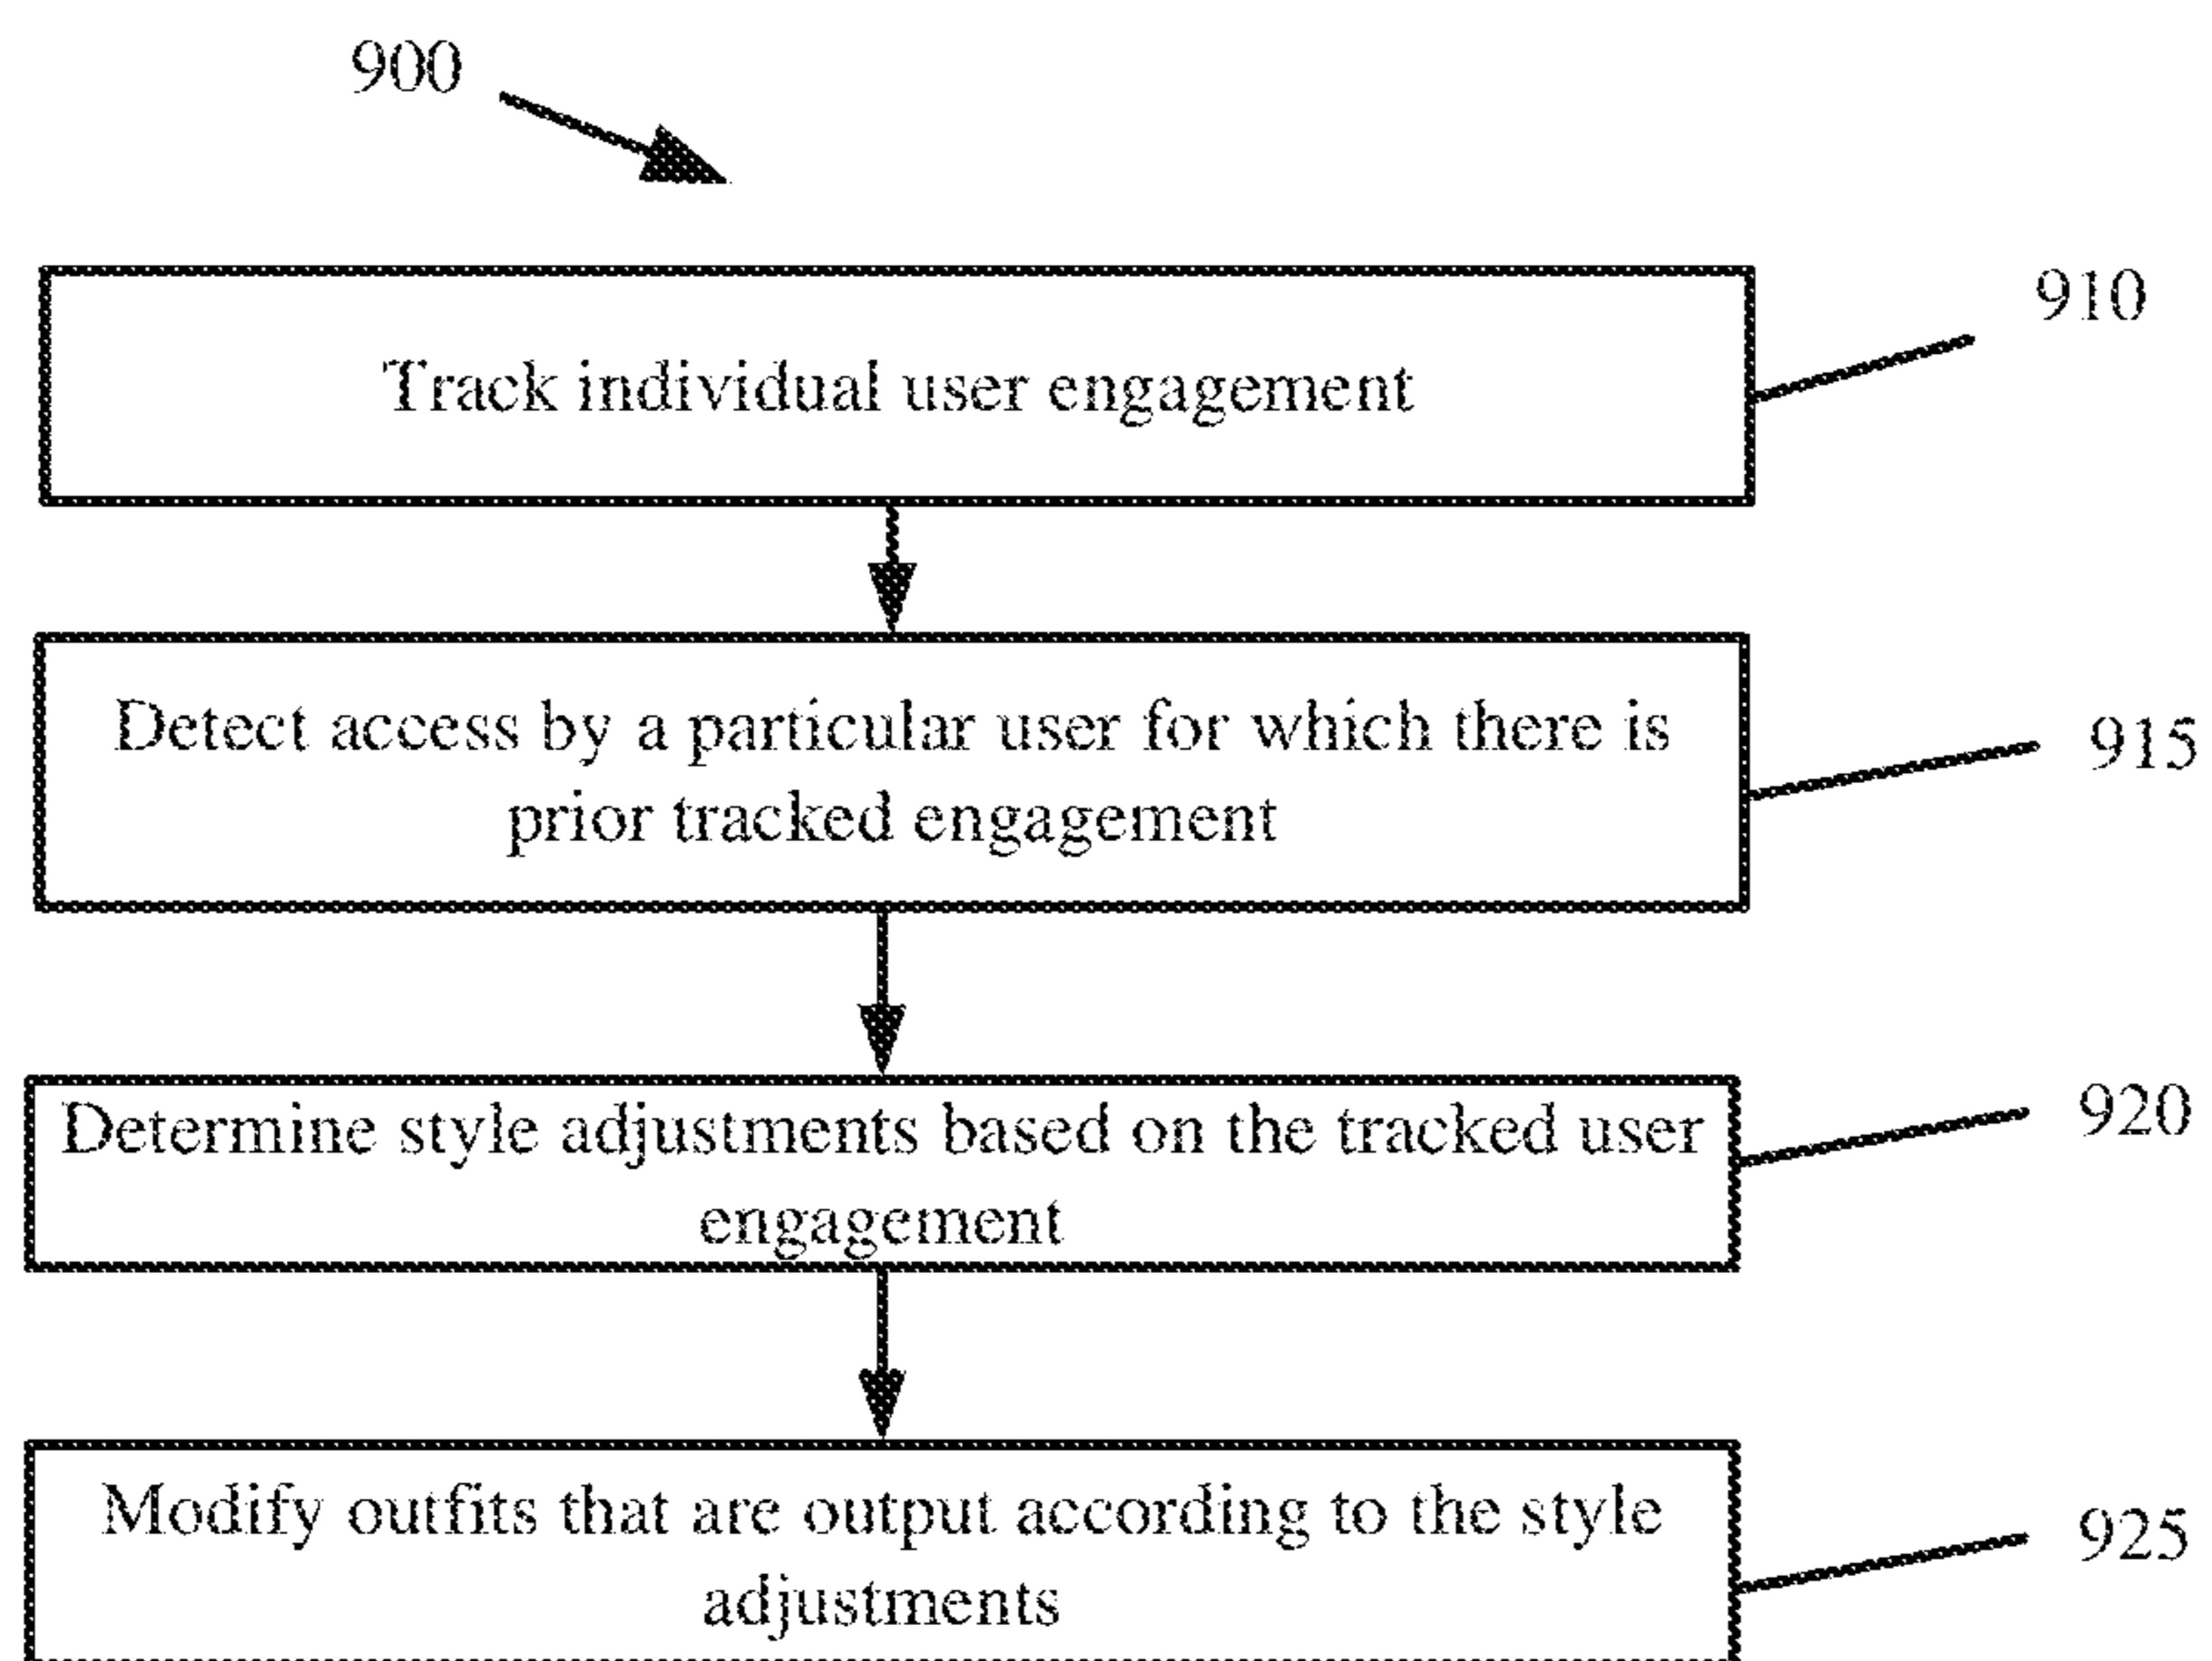 900
910
Track individual user engagement
Detect access by a particular user for which there is
915
prior tracked engagement
Determine style adjustments based on the tracked user
920
engagement
Modify outfits that are output according to the style
925
adjustments